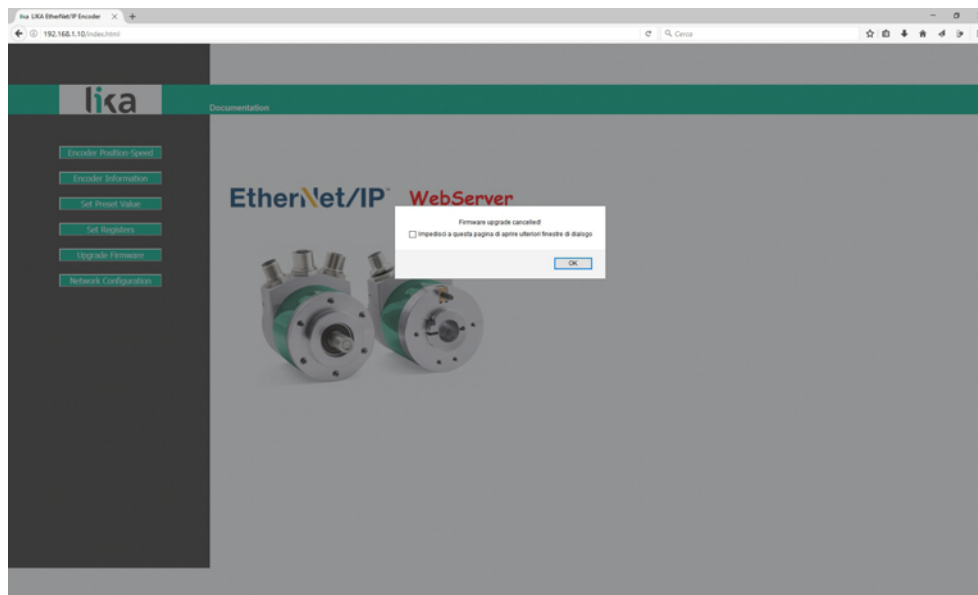 lika LIKA EtherNet/IP Encoder
192.168.1.10/index.html
Cerca
lika
Documentation
Encoder Position-Speed
Encoder Information
Set Preset Value
Set Registers
Upgrade Firmware
Network Configuration
EtherNet/IP WebServer
Firmware upgrade cancelled!
Impedisci a questa pagina di aprire ulteriori finestre di dialogo
OK